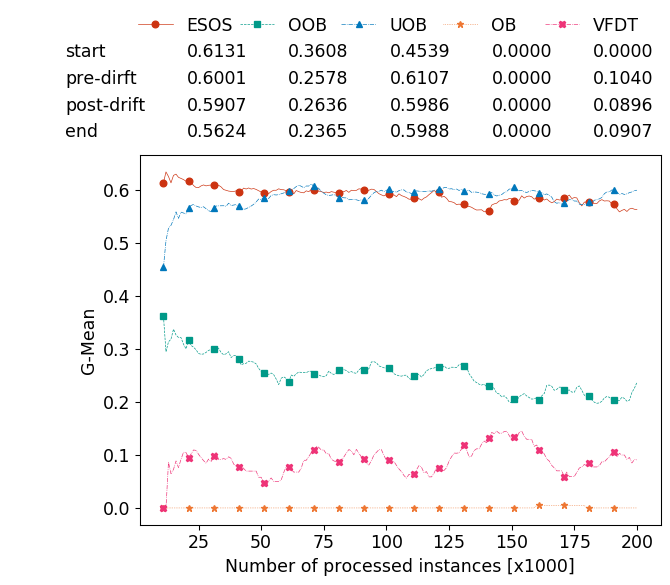 ESOS OOB UOB OB VFDT
start 0.6131 0.3608 0.4539 0.0000 0.0000
pre-dirft 0.6001 0.2578 0.6107 0.0000 0.1040
post-drift 0.5907 0.2636 0.5986 0.0000 0.0896
end 0.5624 0.2365 0.5988 0.0000 0.0907
G-Mean
0.6
0.5
0.4
0.3
0.2
0.1
0.0
25 50 75 100 125 150 175 200
Number of processed instances [x1000]